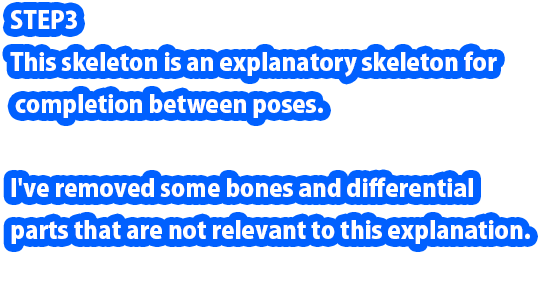 STEP3
This skeleton is an explanatory skeleton for
completion between poses.
I've removed some bones and differential
parts that are not relevant to this explanation.